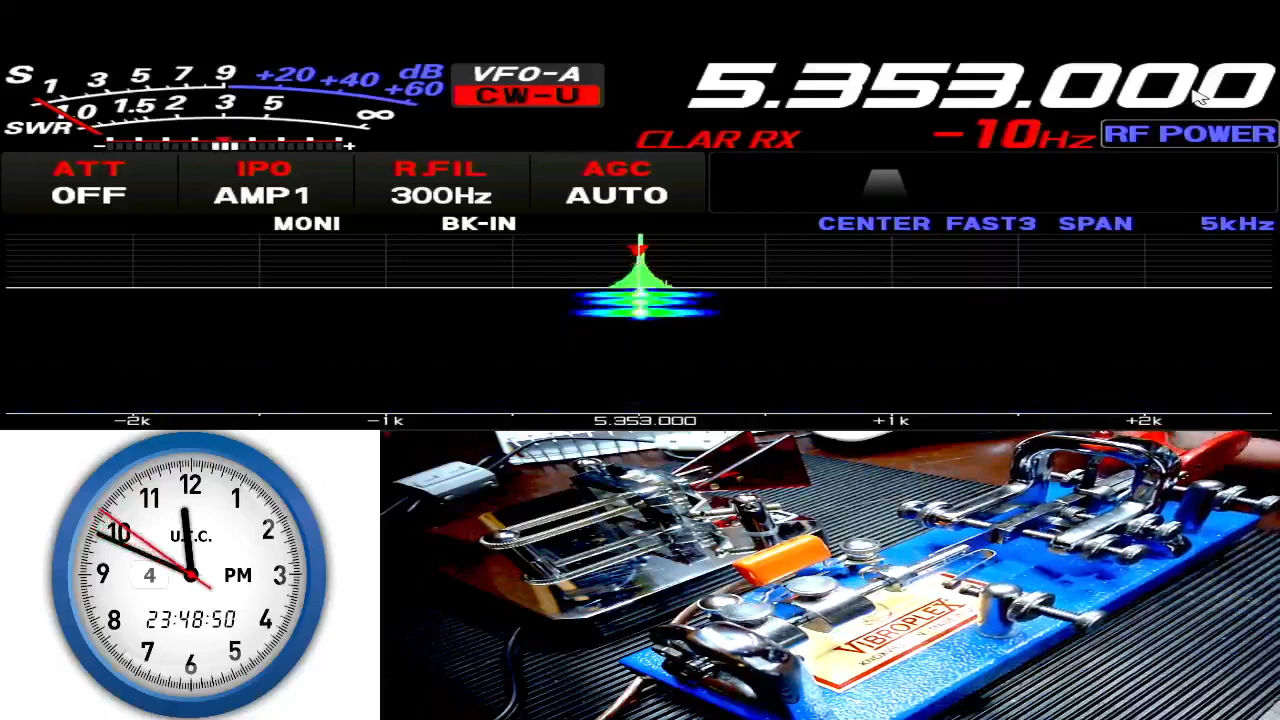 S 1 3 5 7 9 +20 +40 +60 dB
VFO-A
CW-U
5.353.000
1.0 1.5 2 3 5 ∞
SWR
- +
CLAR RX -10Hz RF POWER
ATT IPO R.FIL AGC
OFF AMP1 300Hz AUTO
MONI BK-IN CENTER FAST3 SPAN 5kHz
-2k -1k 5.353.000 +1k +2k
12
11 1
10 U.T.C. 2
9 4 PM 3
8 23:48:50 4
7 5
6
VIBROPLEX